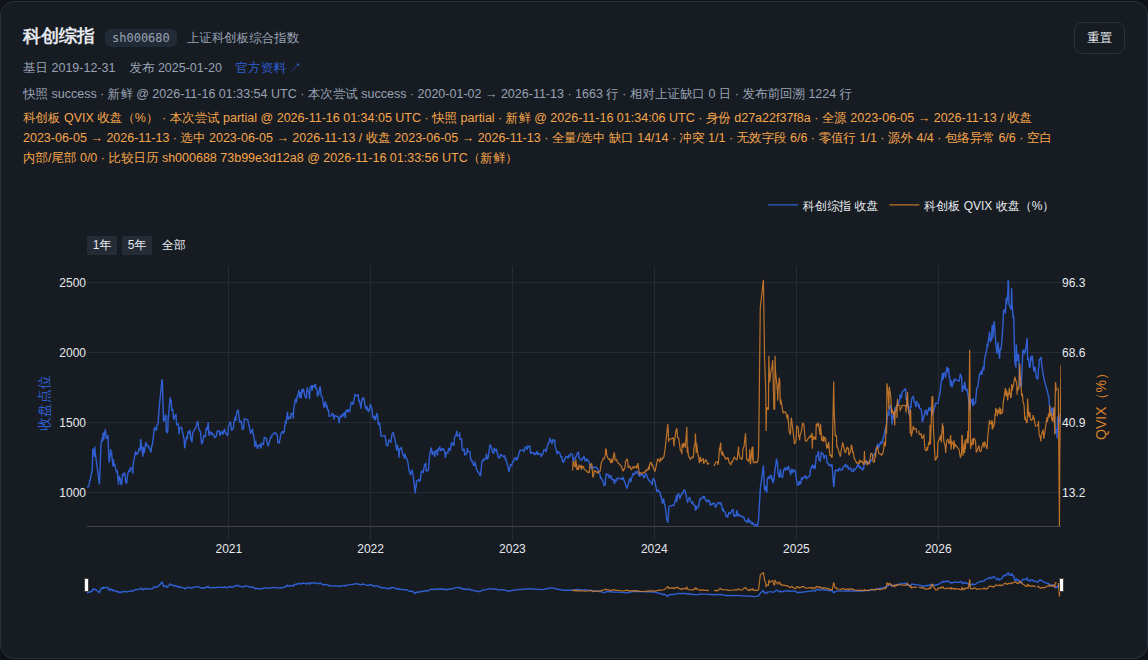 科创综指 sh000680 上证科创板综合指数
重置
基日 2019-12-31 发布 2025-01-20 官方资料 ↗
快照 success · 新鲜 @ 2026-11-16 01:33:54 UTC · 本次尝试 success · 2020-01-02 → 2026-11-13 · 1663 行 · 相对上证缺口 0 日 · 发布前回溯 1224 行
科创板 QVIX 收盘（%） · 本次尝试 partial @ 2026-11-16 01:34:05 UTC · 快照 partial · 新鲜 @ 2026-11-16 01:34:06 UTC · 身份 d27a22f37f8a · 全源 2023-06-05 → 2026-11-13 / 收盘
2023-06-05 → 2026-11-13 · 选中 2023-06-05 → 2026-11-13 / 收盘 2023-06-05 → 2026-11-13 · 全量/选中 缺口 14/14 · 冲突 1/1 · 无效字段 6/6 · 零值行 1/1 · 源外 4/4 · 包络异常 6/6 · 空白
内部/尾部 0/0 · 比较日历 sh000688 73b99e3d12a8 @ 2026-11-16 01:33:56 UTC（新鲜）
科创综指 收盘 科创板 QVIX 收盘（%）
1年 5年 全部
2500 96.3
2000 68.6
1500 40.9
1000 13.2
收盘点位
QVIX（%）
2021 2022 2023 2024 2025 2026